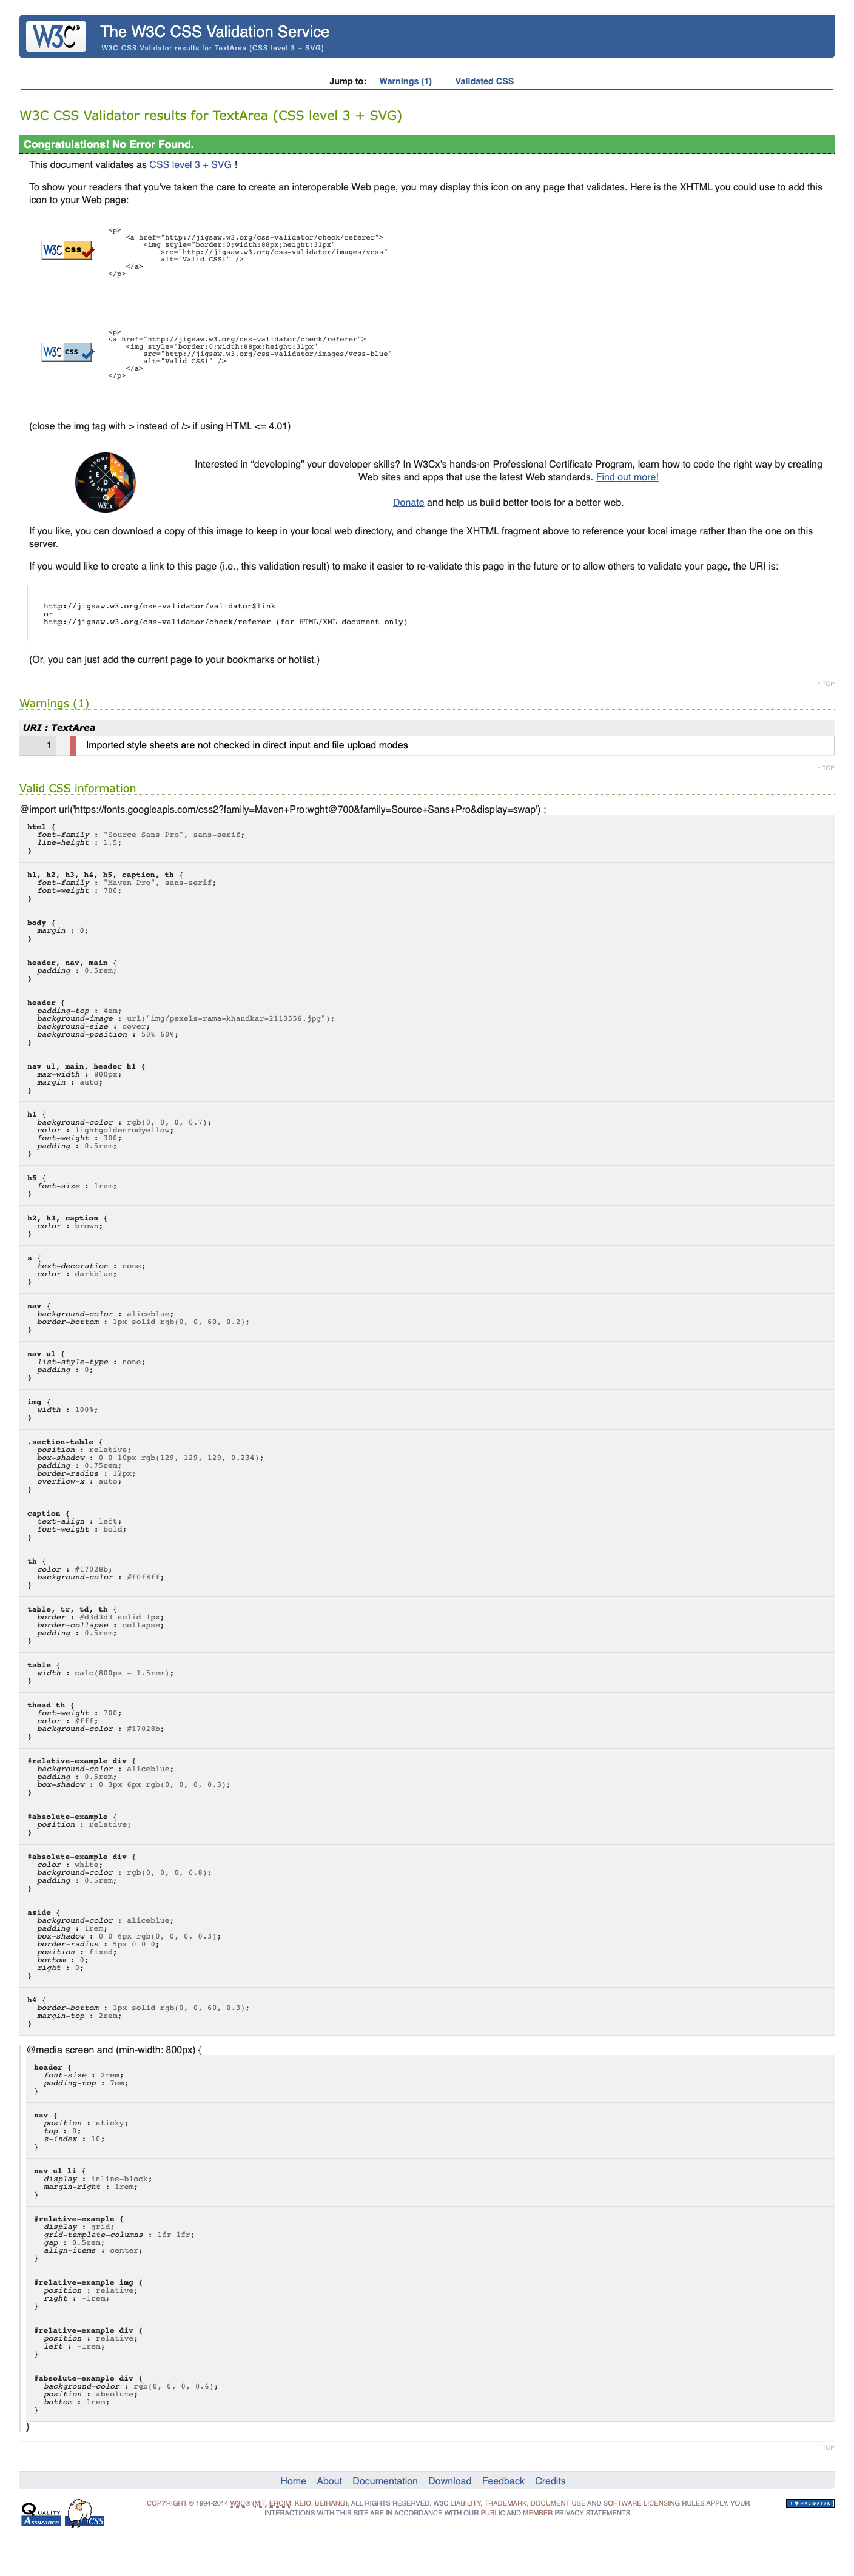 W3C®
The W3C CSS Validation Service
W3C CSS Validator results for TextArea (CSS level 3 + SVG)
Jump to: Warnings (1) Validated CSS
W3C CSS Validator results for TextArea (CSS level 3 + SVG)
Congratulations! No Error Found.
This document validates as CSS level 3 + SVG !
To show your readers that you've taken the care to create an interoperable Web page, you may display this icon on any page that validates. Here is the XHTML you could use to add this
icon to your Web page:
W3C css
<p>
<a href="http://jigsaw.w3.org/css-validator/check/referer">
<img style="border:0;width:88px;height:31px"
src="http://jigsaw.w3.org/css-validator/images/vcss"
alt="Valid CSS!" />
</a>
</p>
W3C css
<p>
<a href="http://jigsaw.w3.org/css-validator/check/referer">
<img style="border:0;width:88px;height:31px"
src="http://jigsaw.w3.org/css-validator/images/vcss-blue"
alt="Valid CSS!" />
</a>
</p>
(close the img tag with > instead of /> if using HTML <= 4.01)
Interested in “developing” your developer skills? In W3Cx’s hands-on Professional Certificate Program, learn how to code the right way by creating
Web sites and apps that use the latest Web standards. Find out more!
Donate and help us build better tools for a better web.
If you like, you can download a copy of this image to keep in your local web directory, and change the XHTML fragment above to reference your local image rather than the one on this
server.
If you would like to create a link to this page (i.e., this validation result) to make it easier to re-validate this page in the future or to allow others to validate your page, the URI is:
http://jigsaw.w3.org/css-validator/validator$link
or
http://jigsaw.w3.org/css-validator/check/referer (for HTML/XML document only)
(Or, you can just add the current page to your bookmarks or hotlist.)
↑ TOP
Warnings (1)
URI : TextArea
1 Imported style sheets are not checked in direct input and file upload modes
↑ TOP
Valid CSS information
@import url('https://fonts.googleapis.com/css2?family=Maven+Pro:wght@700&family=Source+Sans+Pro&display=swap') ;
html {
font-family : "Source Sans Pro", sans-serif;
line-height : 1.5;
}
h1, h2, h3, h4, h5, caption, th {
font-family : "Maven Pro", sans-serif;
font-weight : 700;
}
body {
margin : 0;
}
header, nav, main {
padding : 0.5rem;
}
header {
padding-top : 4em;
background-image : url("img/pexels-rama-khandkar-2113556.jpg");
background-size : cover;
background-position : 50% 60%;
}
nav ul, main, header h1 {
max-width : 800px;
margin : auto;
}
h1 {
background-color : rgb(0, 0, 0, 0.7);
color : lightgoldenrodyellow;
font-weight : 300;
padding : 0.5rem;
}
h5 {
font-size : 1rem;
}
h2, h3, caption {
color : brown;
}
a {
text-decoration : none;
color : darkblue;
}
nav {
background-color : aliceblue;
border-bottom : 1px solid rgb(0, 0, 60, 0.2);
}
nav ul {
list-style-type : none;
padding : 0;
}
img {
width : 100%;
}
.section-table {
position : relative;
box-shadow : 0 0 10px rgb(129, 129, 129, 0.234);
padding : 0.75rem;
border-radius : 12px;
overflow-x : auto;
}
caption {
text-align : left;
font-weight : bold;
}
th {
color : #17028b;
background-color : #f0f8ff;
}
table, tr, td, th {
border : #d3d3d3 solid 1px;
border-collapse : collapse;
padding : 0.5rem;
}
table {
width : calc(800px - 1.5rem);
}
thead th {
font-weight : 700;
color : #fff;
background-color : #17028b;
}
#relative-example div {
background-color : aliceblue;
padding : 0.5rem;
box-shadow : 0 3px 6px rgb(0, 0, 0, 0.3);
}
#absolute-example {
position : relative;
}
#absolute-example div {
color : white;
background-color : rgb(0, 0, 0, 0.8);
padding : 0.5rem;
}
aside {
background-color : aliceblue;
padding : 1rem;
box-shadow : 0 0 6px rgb(0, 0, 0, 0.3);
border-radius : 5px 0 0 0;
position : fixed;
bottom : 0;
right : 0;
}
h4 {
border-bottom : 1px solid rgb(0, 0, 60, 0.3);
margin-top : 2rem;
}
@media screen and (min-width: 800px) {
header {
font-size : 2rem;
padding-top : 7em;
}
nav {
position : sticky;
top : 0;
z-index : 10;
}
nav ul li {
display : inline-block;
margin-right : 1rem;
}
#relative-example {
display : grid;
grid-template-columns : 1fr 1fr;
gap : 0.5rem;
align-items : center;
}
#relative-example img {
position : relative;
right : -1rem;
}
#relative-example div {
position : relative;
left : -1rem;
}
#absolute-example div {
background-color : rgb(0, 0, 0, 0.6);
position : absolute;
bottom : 1rem;
}
}
↑ TOP
Home About Documentation Download Feedback Credits
QUALITY
Assurance
CSS
COPYRIGHT © 1994-2014 W3C® (MIT, ERCIM, KEIO, BEIHANG), ALL RIGHTS RESERVED. W3C LIABILITY, TRADEMARK, DOCUMENT USE AND SOFTWARE LICENSING RULES APPLY. YOUR
INTERACTIONS WITH THIS SITE ARE IN ACCORDANCE WITH OUR PUBLIC AND MEMBER PRIVACY STATEMENTS.
I ♥ VALIDATOR